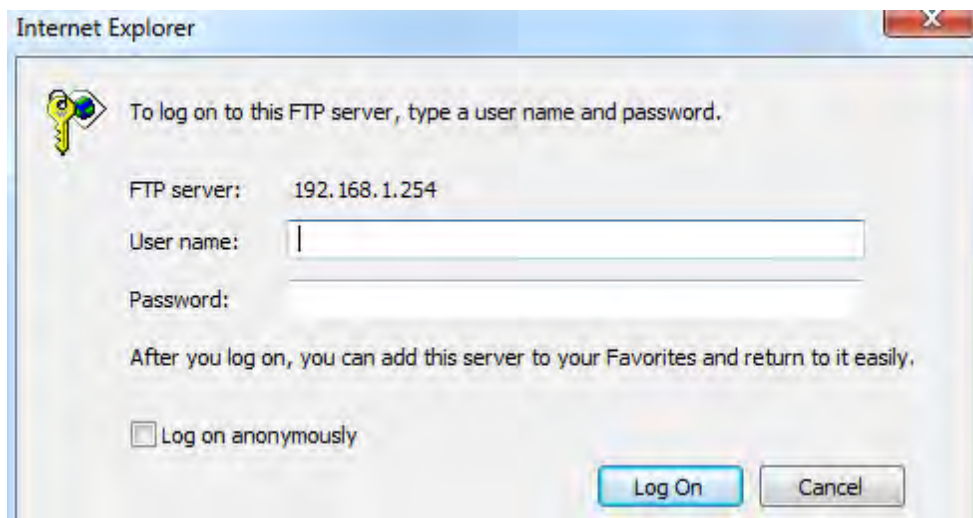 Internet Explorer
To log on to this FTP server, type a user name and password.
FTP server: 192.168.1.254
User name:
Password:
After you log on, you can add this server to your Favorites and return to it easily.
Log on anonymously
Log On Cancel